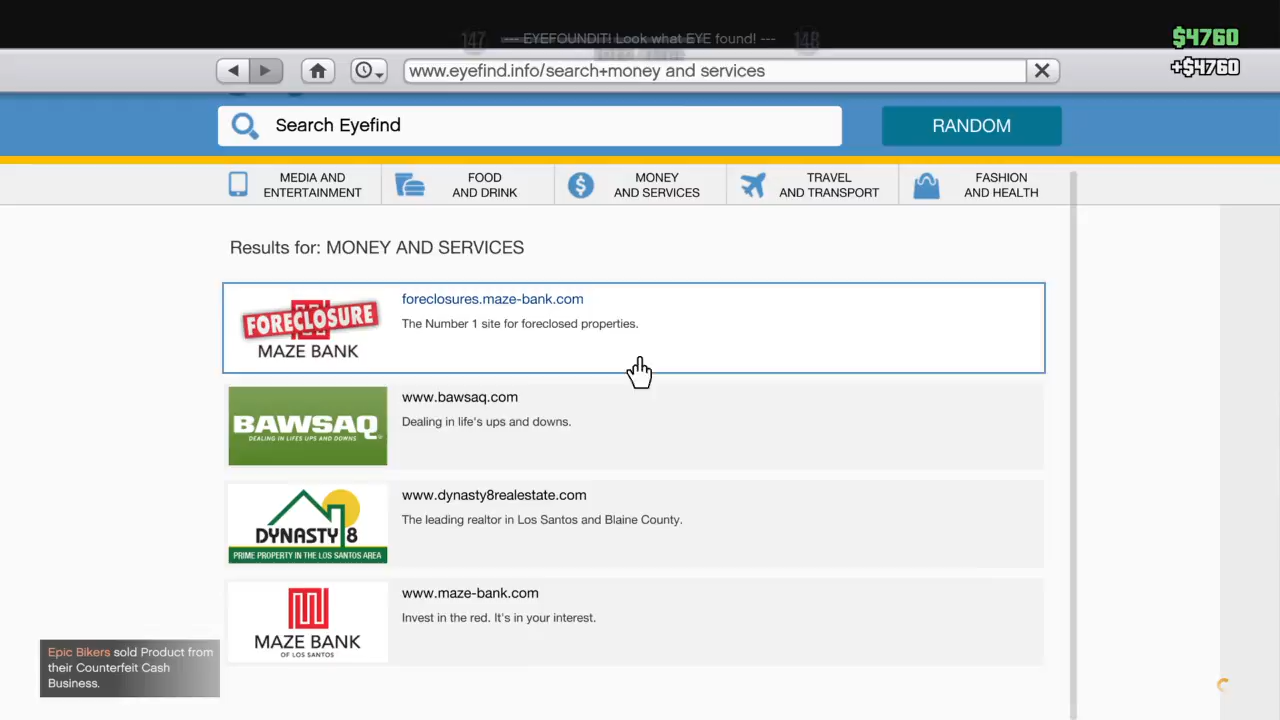 147 --- EYEFOUNDIT! Look what EYE found! --- 148
$4760
+$4760
www.eyefind.info/search+money and services
Search Eyefind
RANDOM
MEDIA AND
ENTERTAINMENT
FOOD
AND DRINK
MONEY
AND SERVICES
TRAVEL
AND TRANSPORT
FASHION
AND HEALTH
Results for: MONEY AND SERVICES
FORECLOSURE
MAZE BANK
foreclosures.maze-bank.com
The Number 1 site for foreclosed properties.
BAWSAQ
DEALING IN LIFES UPS AND DOWNS
www.bawsaq.com
Dealing in life's ups and downs.
DYNASTY 8
PRIME PROPERTY IN THE LOS SANTOS AREA
www.dynasty8realestate.com
The leading realtor in Los Santos and Blaine County.
MAZE BANK
OF LOS SANTOS
www.maze-bank.com
Invest in the red. It's in your interest.
Epic Bikers sold Product from
their Counterfeit Cash
Business.